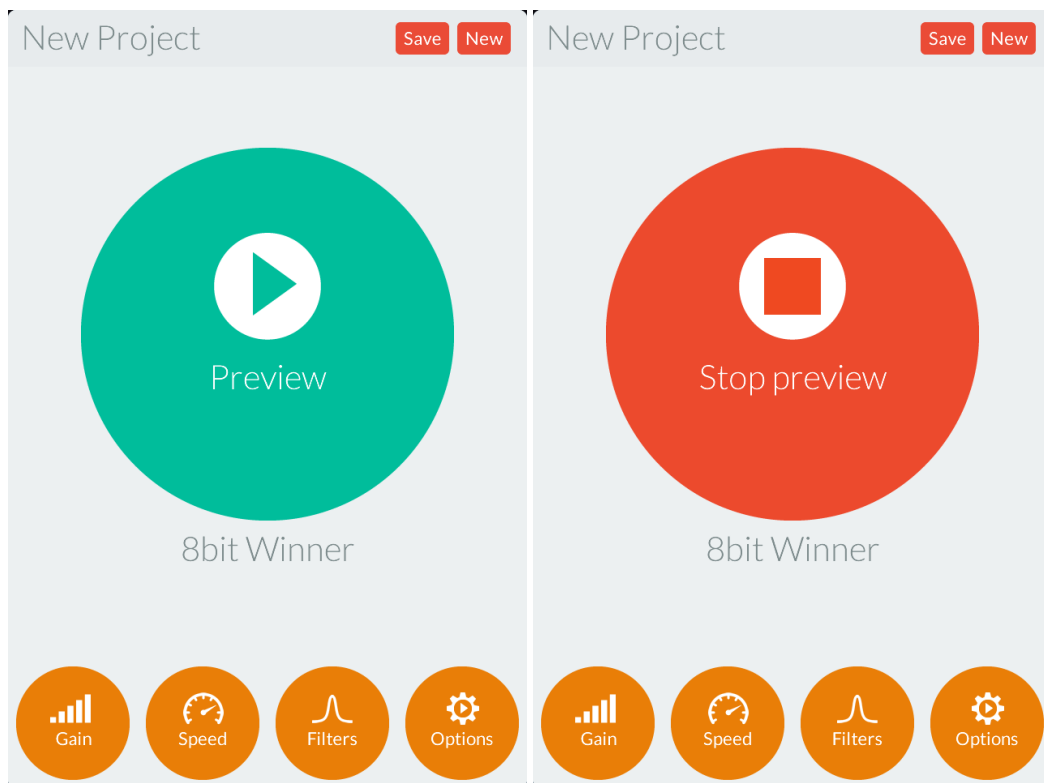 New Project
Save
New
Preview
8bit Winner
Gain
Speed
Filters
Options
New Project
Save
New
Stop preview
8bit Winner
Gain
Speed
Filters
Options